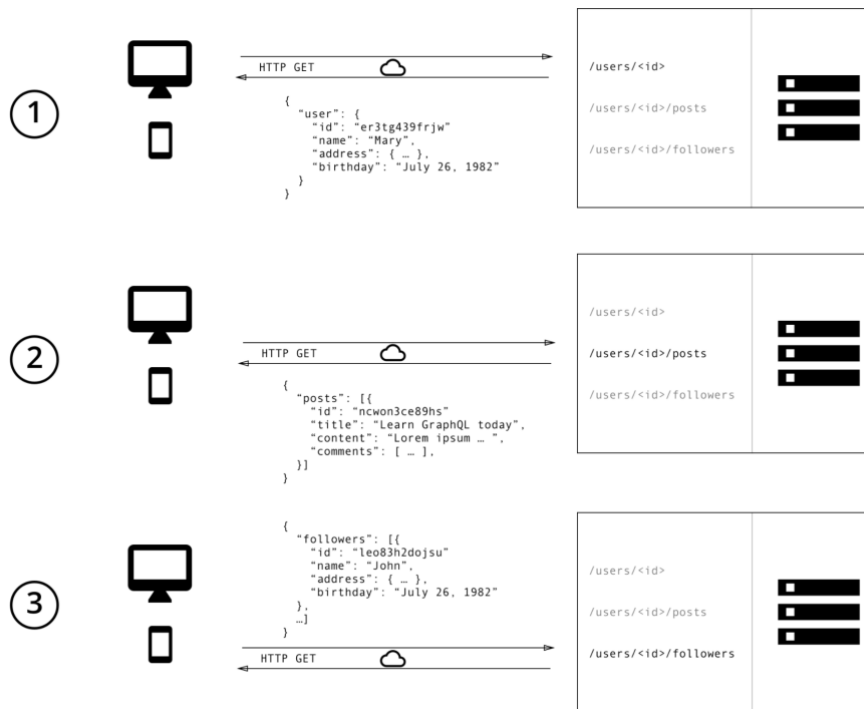 1
HTTP GET
{
"user": {
"id": "er3tg439frjw"
"name": "Mary",
"address": { … },
"birthday": "July 26, 1982"
}
}
/users/<id>
/users/<id>/posts
/users/<id>/followers
2
HTTP GET
{
"posts": [{
"id": "ncwon3ce89hs"
"title": "Learn GraphQL today",
"content": "Lorem ipsum … ",
"comments": [ … ],
}]
}
/users/<id>
/users/<id>/posts
/users/<id>/followers
3
{
"followers": [{
"id": "leo83h2dojsu"
"name": "John",
"address": { … },
"birthday": "July 26, 1982"
},
…]
}
HTTP GET
/users/<id>
/users/<id>/posts
/users/<id>/followers